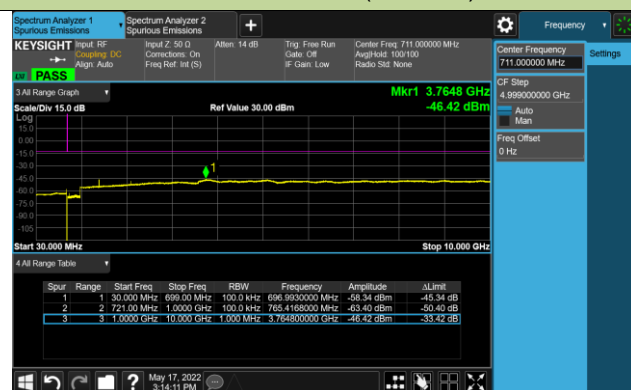 Spectrum Analyzer 1
Spurious Emissions
Spectrum Analyzer 2
Spurious Emissions
Frequency
KEYSIGHT
Input: RF
Coupling: DC
Align: Auto
Input Z: 50 Ω
Corrections: On
Freq Ref: Int (S)
Atten: 14 dB
Trig: Free Run
Gate: Off
IF Gain: Low
Center Freq: 711.000000 MHz
Avg|Hold: 100/100
Radio Std: None
PASS
Center Frequency
711.000000 MHz
Settings
CF Step
4.999000000 GHz
Auto
Man
Freq Offset
0 Hz
3 All Range Graph
Mkr1 3.7648 GHz
Scale/Div 15.0 dB
Ref Value 30.00 dBm
-46.42 dBm
Log
15.0
0.00
-15.0
-30.0
-45.0
-60.0
-75.0
-90.0
-105
1
Start 30.000 MHz
Stop 10.000 GHz
4 All Range Table
Spur Range Start Freq Stop Freq RBW Frequency Amplitude ΔLimit
1 1 30.000 MHz 699.00 MHz 100.0 kHz 696.9930000 MHz -58.34 dBm -45.34 dB
2 2 721.00 MHz 1.0000 GHz 100.0 kHz 765.4168000 MHz -63.40 dBm -50.40 dB
3 3 1.0000 GHz 10.000 GHz 1.000 MHz 3.764800000 GHz -46.42 dBm -33.42 dB
May 17, 2022
3:14:11 PM